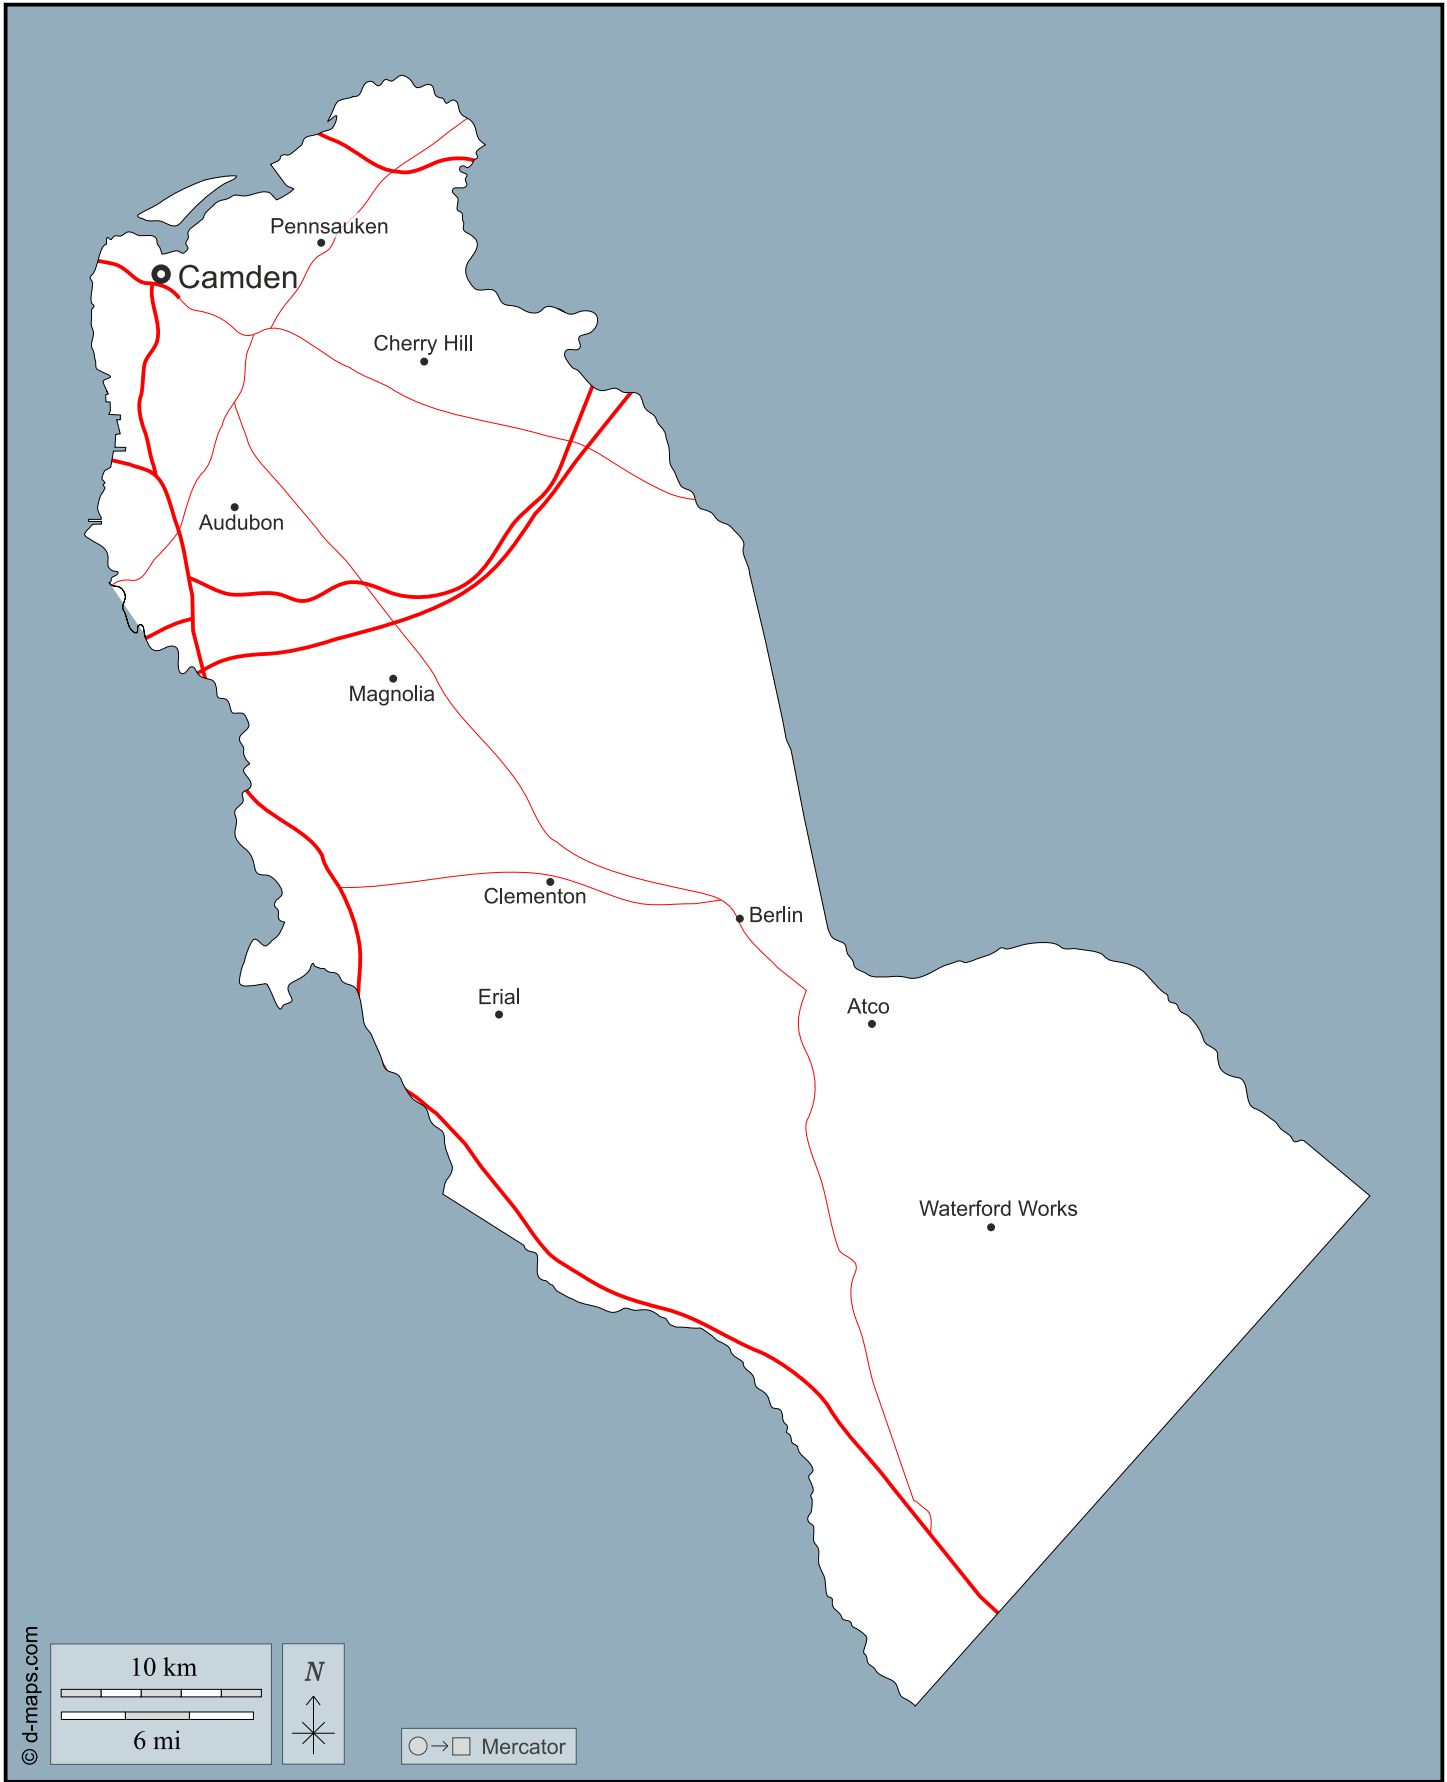 Pennsauken
Camden
Cherry Hill
Audubon
Magnolia
Clementon
Berlin
Erial
Atco
Waterford Works
© d-maps.com
10 km
6 mi
N
Mercator